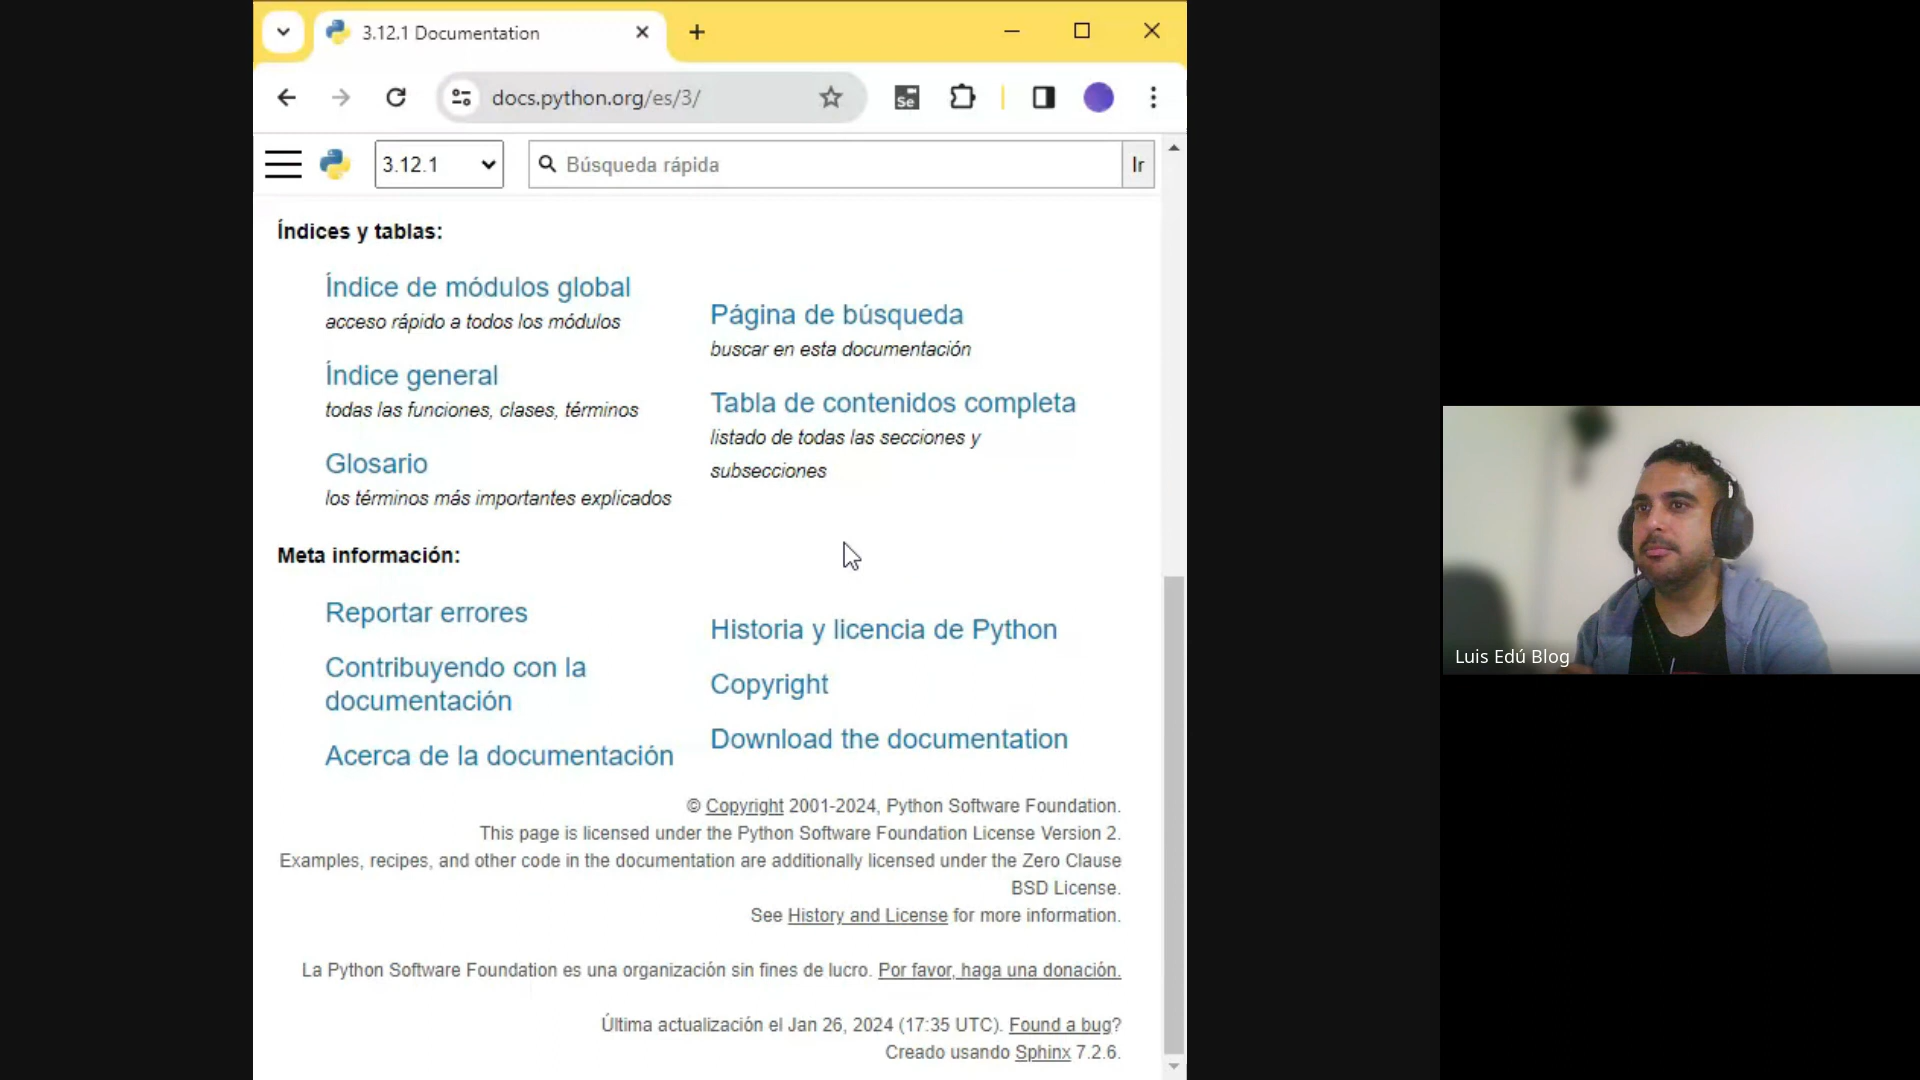 3.12.1 Documentation
docs.python.org/es/3/
Se
3.12.1
Búsqueda rápida
Ir
Índices y tablas:
Índice de módulos global
acceso rápido a todos los módulos
Índice general
todas las funciones, clases, términos
Glosario
los términos más importantes explicados
Página de búsqueda
buscar en esta documentación
Tabla de contenidos completa
listado de todas las secciones y
subsecciones
Meta información:
Reportar errores
Contribuyendo con la
documentación
Acerca de la documentación
Historia y licencia de Python
Copyright
Download the documentation
© Copyright 2001-2024, Python Software Foundation.
This page is licensed under the Python Software Foundation License Version 2.
Examples, recipes, and other code in the documentation are additionally licensed under the Zero Clause
BSD License.
See History and License for more information.
La Python Software Foundation es una organización sin fines de lucro. Por favor, haga una donación.
Última actualización el Jan 26, 2024 (17:35 UTC). Found a bug?
Creado usando Sphinx 7.2.6.
Luis Edú Blog